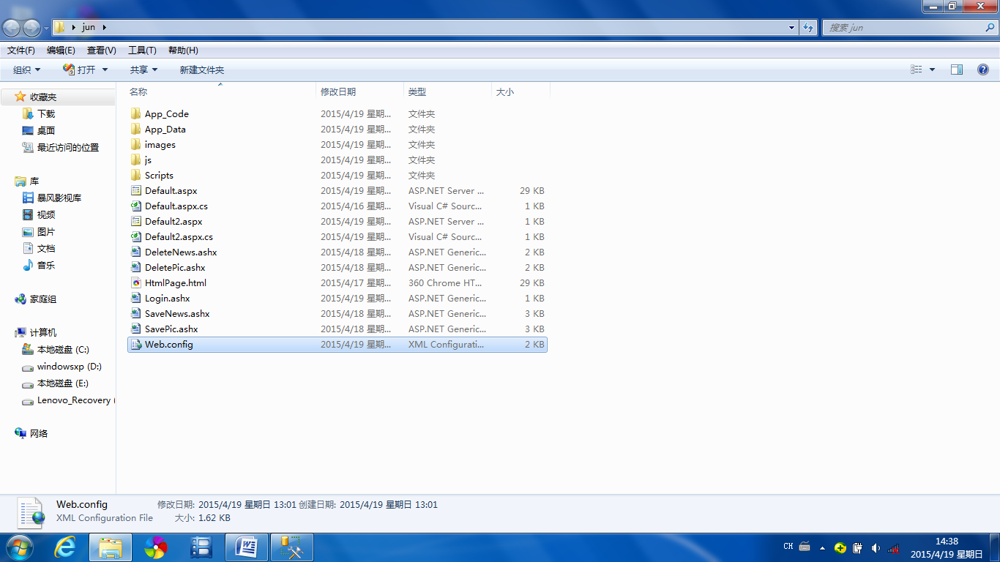 jun
搜索 jun
文件(F) 编辑(E) 查看(V) 工具(T) 帮助(H)
组织 打开 共享 新建文件夹
收藏夹
下载
桌面
最近访问的位置
库
暴风影视库
视频
图片
文档
音乐
家庭组
计算机
本地磁盘 (C:)
windowsxp (D:)
本地磁盘 (E:)
Lenovo_Recovery (
网络
名称 修改日期 类型 大小
App_Code 2015/4/19 星期... 文件夹
App_Data 2015/4/19 星期... 文件夹
images 2015/4/19 星期... 文件夹
js 2015/4/19 星期... 文件夹
Scripts 2015/4/19 星期... 文件夹
Default.aspx 2015/4/19 星期... ASP.NET Server ... 29 KB
Default.aspx.cs 2015/4/16 星期... Visual C# Sourc... 1 KB
Default2.aspx 2015/4/19 星期... ASP.NET Server ... 1 KB
Default2.aspx.cs 2015/4/19 星期... Visual C# Sourc... 1 KB
DeleteNews.ashx 2015/4/18 星期... ASP.NET Generic... 2 KB
DeletePic.ashx 2015/4/18 星期... ASP.NET Generic... 2 KB
HtmlPage.html 2015/4/17 星期... 360 Chrome HT... 29 KB
Login.ashx 2015/4/19 星期... ASP.NET Generic... 1 KB
SaveNews.ashx 2015/4/18 星期... ASP.NET Generic... 3 KB
SavePic.ashx 2015/4/18 星期... ASP.NET Generic... 3 KB
Web.config 2015/4/19 星期... XML Configurati... 2 KB
Web.config 修改日期: 2015/4/19 星期日 13:01 创建日期: 2015/4/19 星期日 13:01
XML Configuration File 大小: 1.62 KB
CH
14:38
2015/4/19 星期日